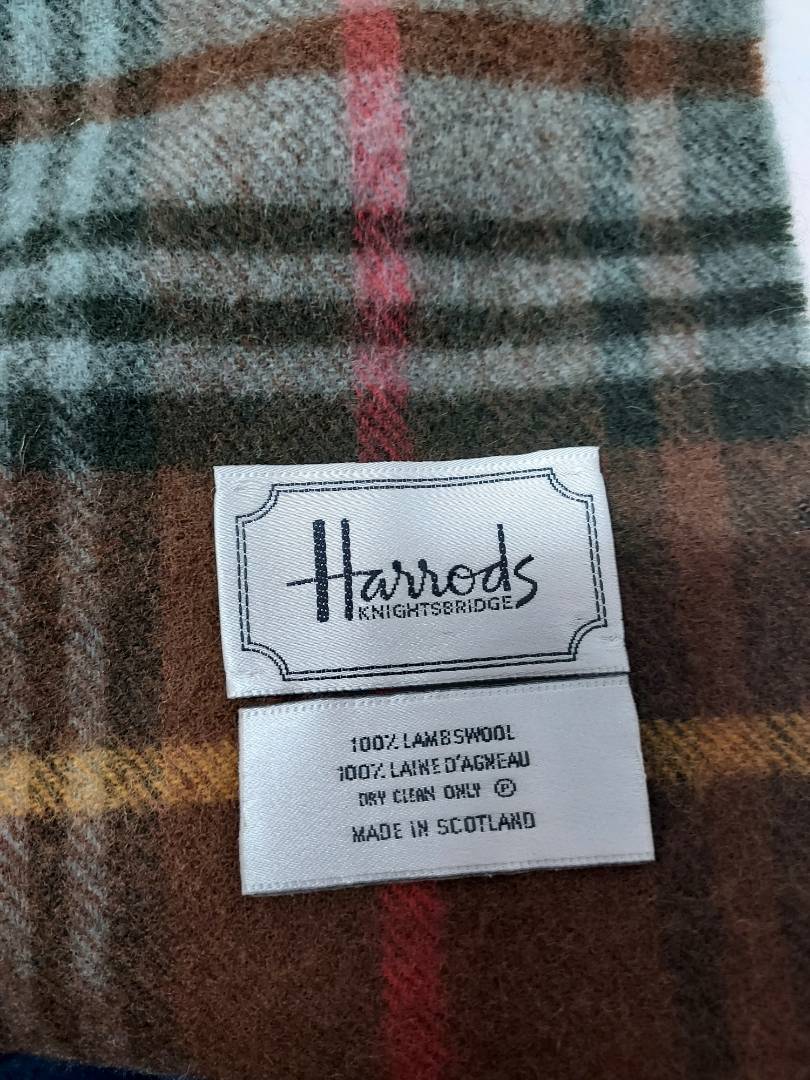 Harrods
KNIGHTSBRIDGE
100% LAMBSWOOL
100% LAINE D'AGNEAU
DRY CLEAN ONLY Ⓟ
MADE IN SCOTLAND